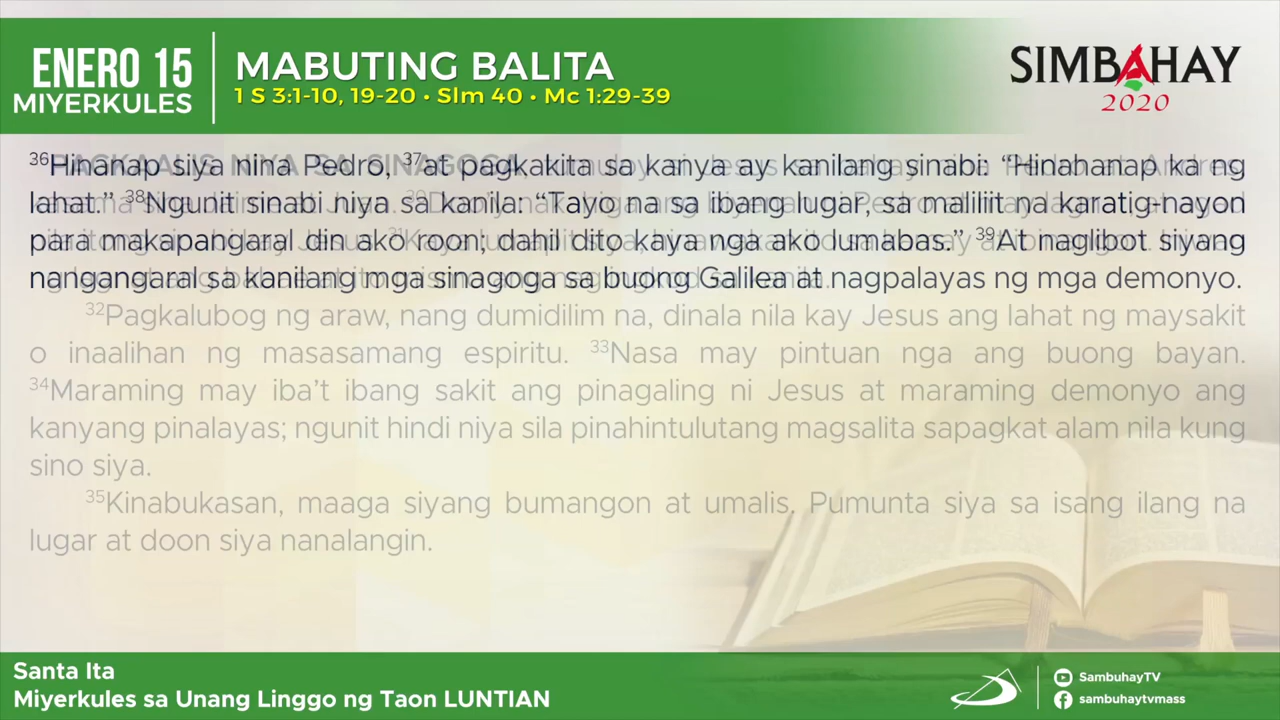 ENERO 15
MIYERKULES
MABUTING BALITA
1 S 3:1-10, 19-20 • Slm 40 • Mc 1:29-39
SIMBAHAY
2020
³⁶Hinanap siya nina Pedro, ³⁷at pagkakita sa kanya ay kanilang sinabi: “Hinahanap ka ng
lahat.” ³⁸Ngunit sinabi niya sa kanila: “Tayo na sa ibang lugar, sa maliliit na karatig-nayon
para makapangaral din ako roon; dahil dito kaya nga ako lumabas.” ³⁹At naglibot siyang
nangangaral sa kanilang mga sinagoga sa buong Galilea at nagpalayas ng mga demonyo.
PAGKAALIS NIYA SA SINAGOGA,
³²Pagkalubog ng araw, nang dumidilim na, dinala nila kay Jesus ang lahat ng maysakit
o inaalihan ng masasamang espiritu. ³³Nasa may pintuan nga ang buong bayan.
³⁴Maraming may iba’t ibang sakit ang pinagaling ni Jesus at maraming demonyo ang
kanyang pinalayas; ngunit hindi niya sila pinahintulutang magsalita sapagkat alam nila kung
sino siya.
³⁵Kinabukasan, maaga siyang bumangon at umalis. Pumunta siya sa isang ilang na
lugar at doon siya nanalangin.
Santa Ita
Miyerkules sa Unang Linggo ng Taon LUNTIAN
SambuhayTV
sambuhaytvmass